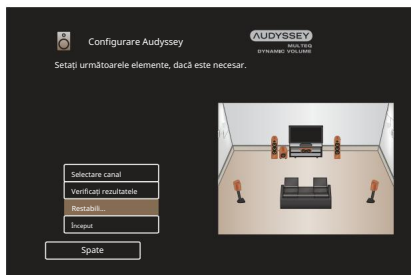 Configurare Audyssey
AUDYSSEY
MULTEQ
DYNAMIC VOLUME
Setați următoarele elemente, dacă este necesar.
Selectare canal
Verificați rezultatele
Restabili...
Început
Spate